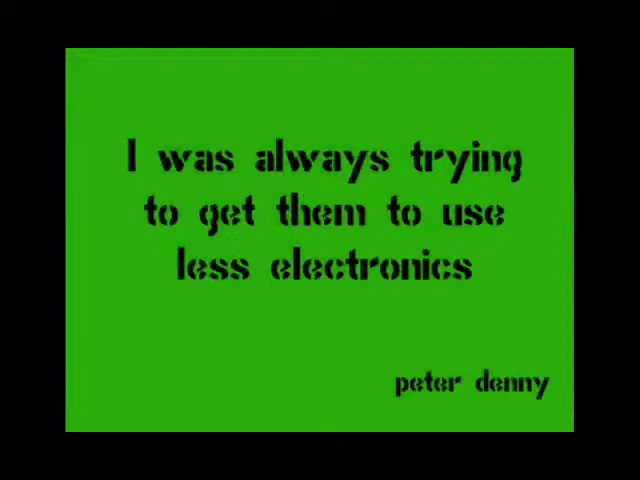 I was always trying
to get them to use
less electronics
peter denny